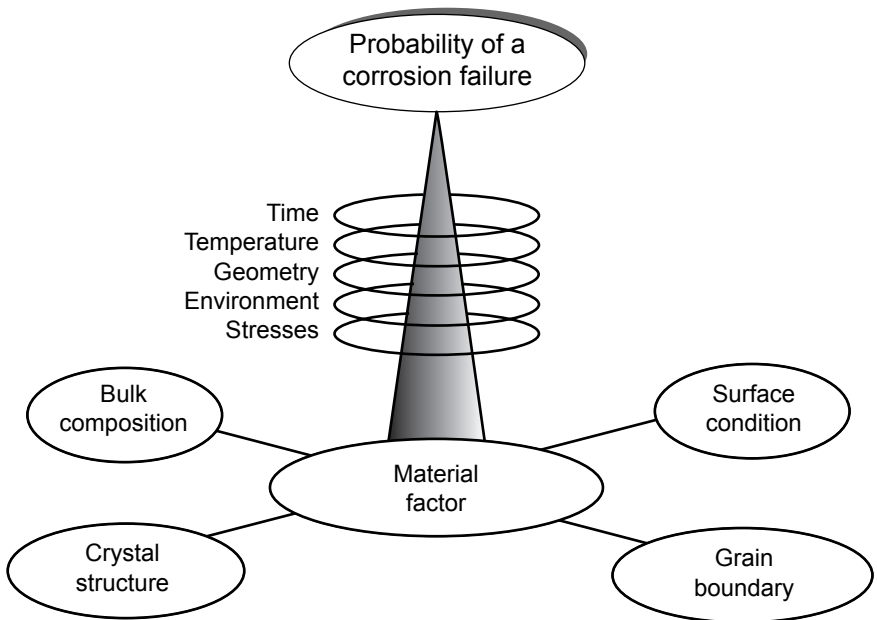 Probability of a
corrosion failure
Time
Temperature
Geometry
Environment
Stresses
Bulk
composition
Surface
condition
Material
factor
Crystal
structure
Grain
boundary